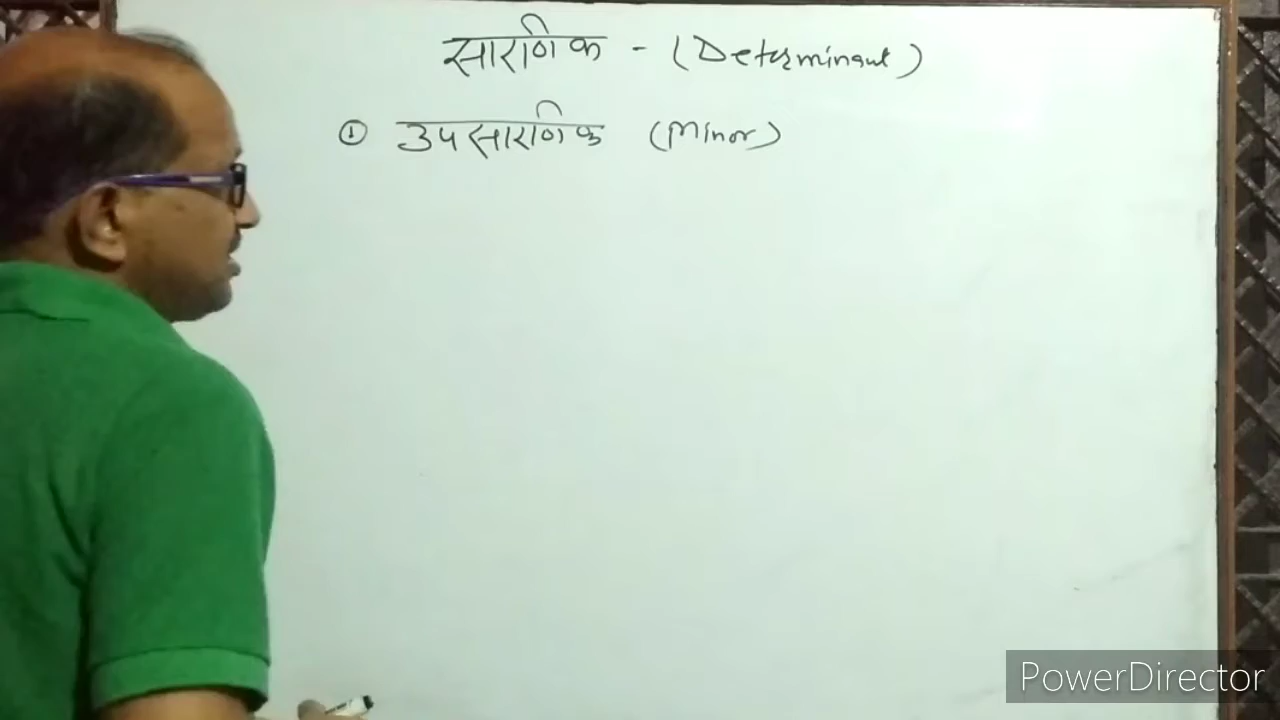 सारणिक - (Determinant)
① उपसारणिक (Minor)
PowerDirector